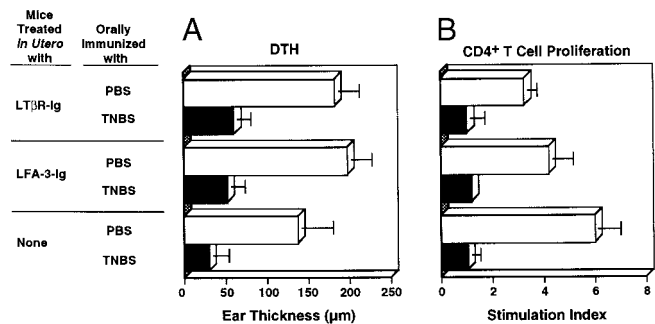 Mice
Treated
In Utero
with
Orally
Immunized
with
LTβR-Ig
PBS
TNBS
LFA-3-Ig
PBS
TNBS
None
PBS
TNBS
A
DTH
0 50 100 150 200 250
Ear Thickness (μm)
B
CD4+ T Cell Proliferation
0 2 4 6 8
Stimulation Index